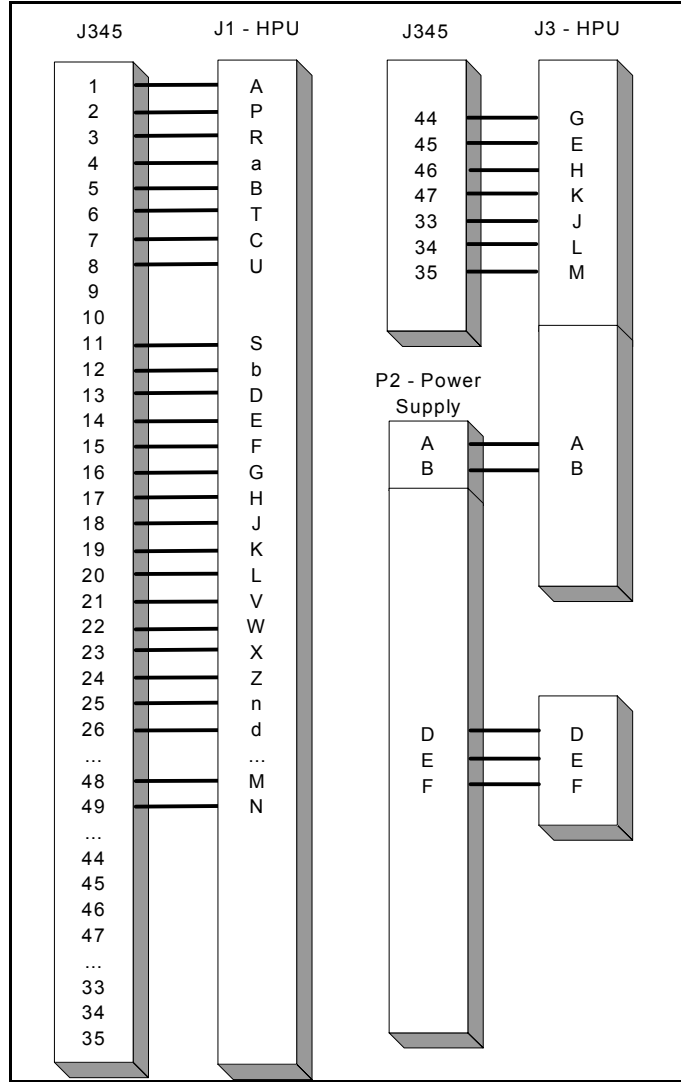 J345 J1 - HPU
1 A
2 P
3 R
4 a
5 B
6 T
7 C
8 U
9
10
11 S
12 b
13 D
14 E
15 F
16 G
17 H
18 J
19 K
20 L
21 V
22 W
23 X
24 Z
25 n
26 d
... ...
48 M
49 N
...
44
45
46
47
...
33
34
35
J345 J3 - HPU
44 G
45 E
46 H
47 K
33 J
34 L
35 M
P2 - Power
Supply
A A
B B
D D
E E
F F